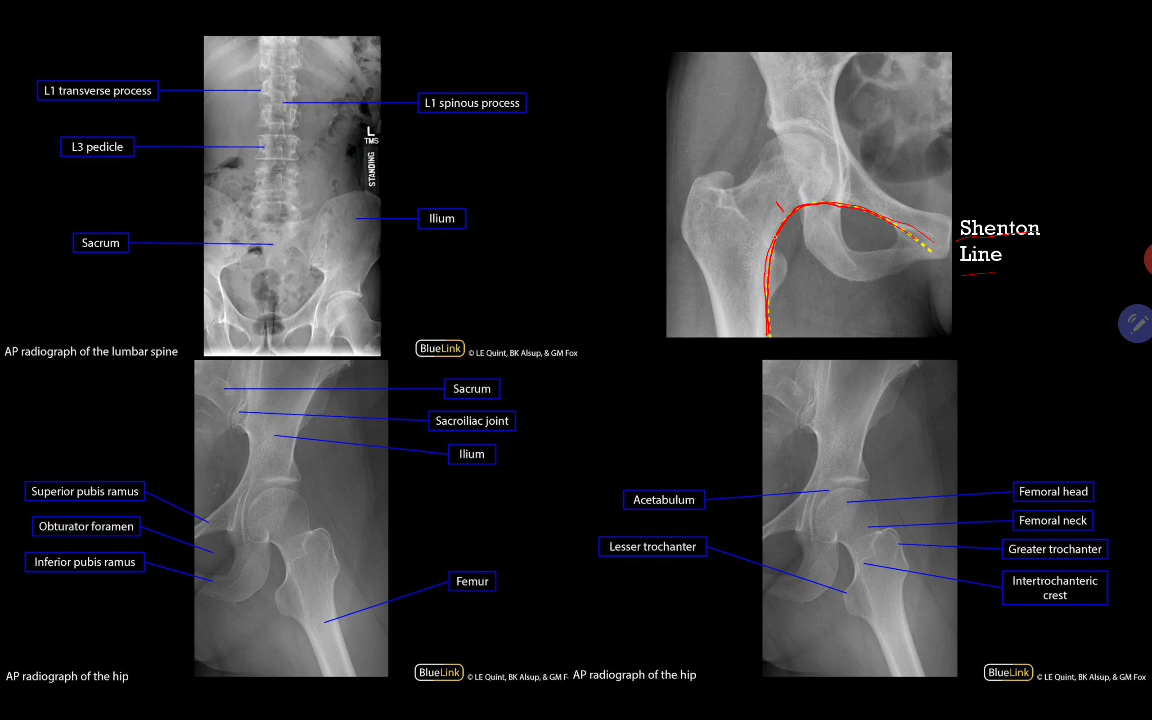 L1 transverse process
L1 spinous process
L
TMS
STANDING
L3 pedicle
Ilium
Sacrum
AP radiograph of the lumbar spine
BlueLink © LE Quint, BK Alsup, & GM Fox
Shenton
Line
Sacrum
Sacroiliac joint
Ilium
Superior pubis ramus
Obturator foramen
Inferior pubis ramus
Femur
AP radiograph of the hip
BlueLink © LE Quint, BK Alsup, & GM F
Acetabulum
Lesser trochanter
Femoral head
Femoral neck
Greater trochanter
Intertrochanteric
crest
AP radiograph of the hip
BlueLink © LE Quint, BK Alsup, & GM Fox